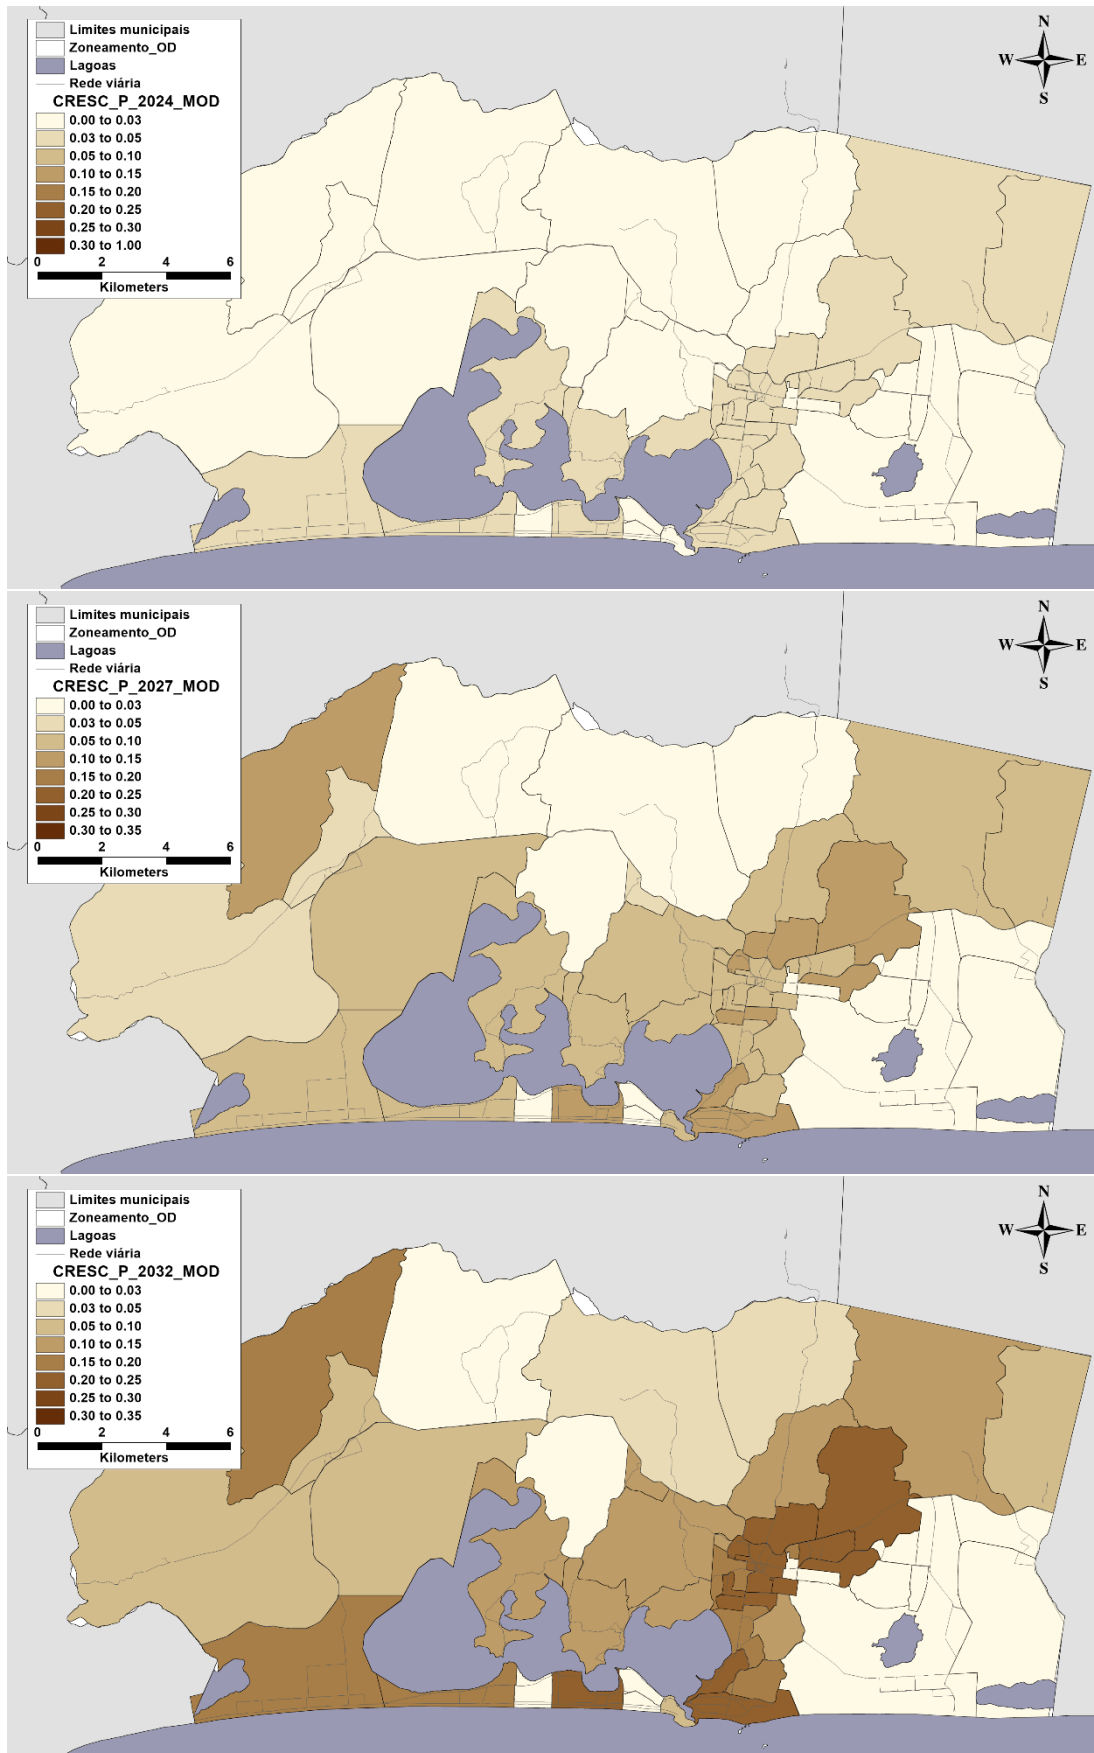 Limites municipais
Zoneamento_OD
Lagoas
Rede viária
CRESC_P_2024_MOD
0.00 to 0.03
0.03 to 0.05
0.05 to 0.10
0.10 to 0.15
0.15 to 0.20
0.20 to 0.25
0.25 to 0.30
0.30 to 1.00
0 2 4 6
Kilometers
N
W E
S
Limites municipais
Zoneamento_OD
Lagoas
Rede viária
CRESC_P_2027_MOD
0.00 to 0.03
0.03 to 0.05
0.05 to 0.10
0.10 to 0.15
0.15 to 0.20
0.20 to 0.25
0.25 to 0.30
0.30 to 0.35
0 2 4 6
Kilometers
N
W E
S
Limites municipais
Zoneamento_OD
Lagoas
Rede viária
CRESC_P_2032_MOD
0.00 to 0.03
0.03 to 0.05
0.05 to 0.10
0.10 to 0.15
0.15 to 0.20
0.20 to 0.25
0.25 to 0.30
0.30 to 0.35
0 2 4 6
Kilometers
N
W E
S